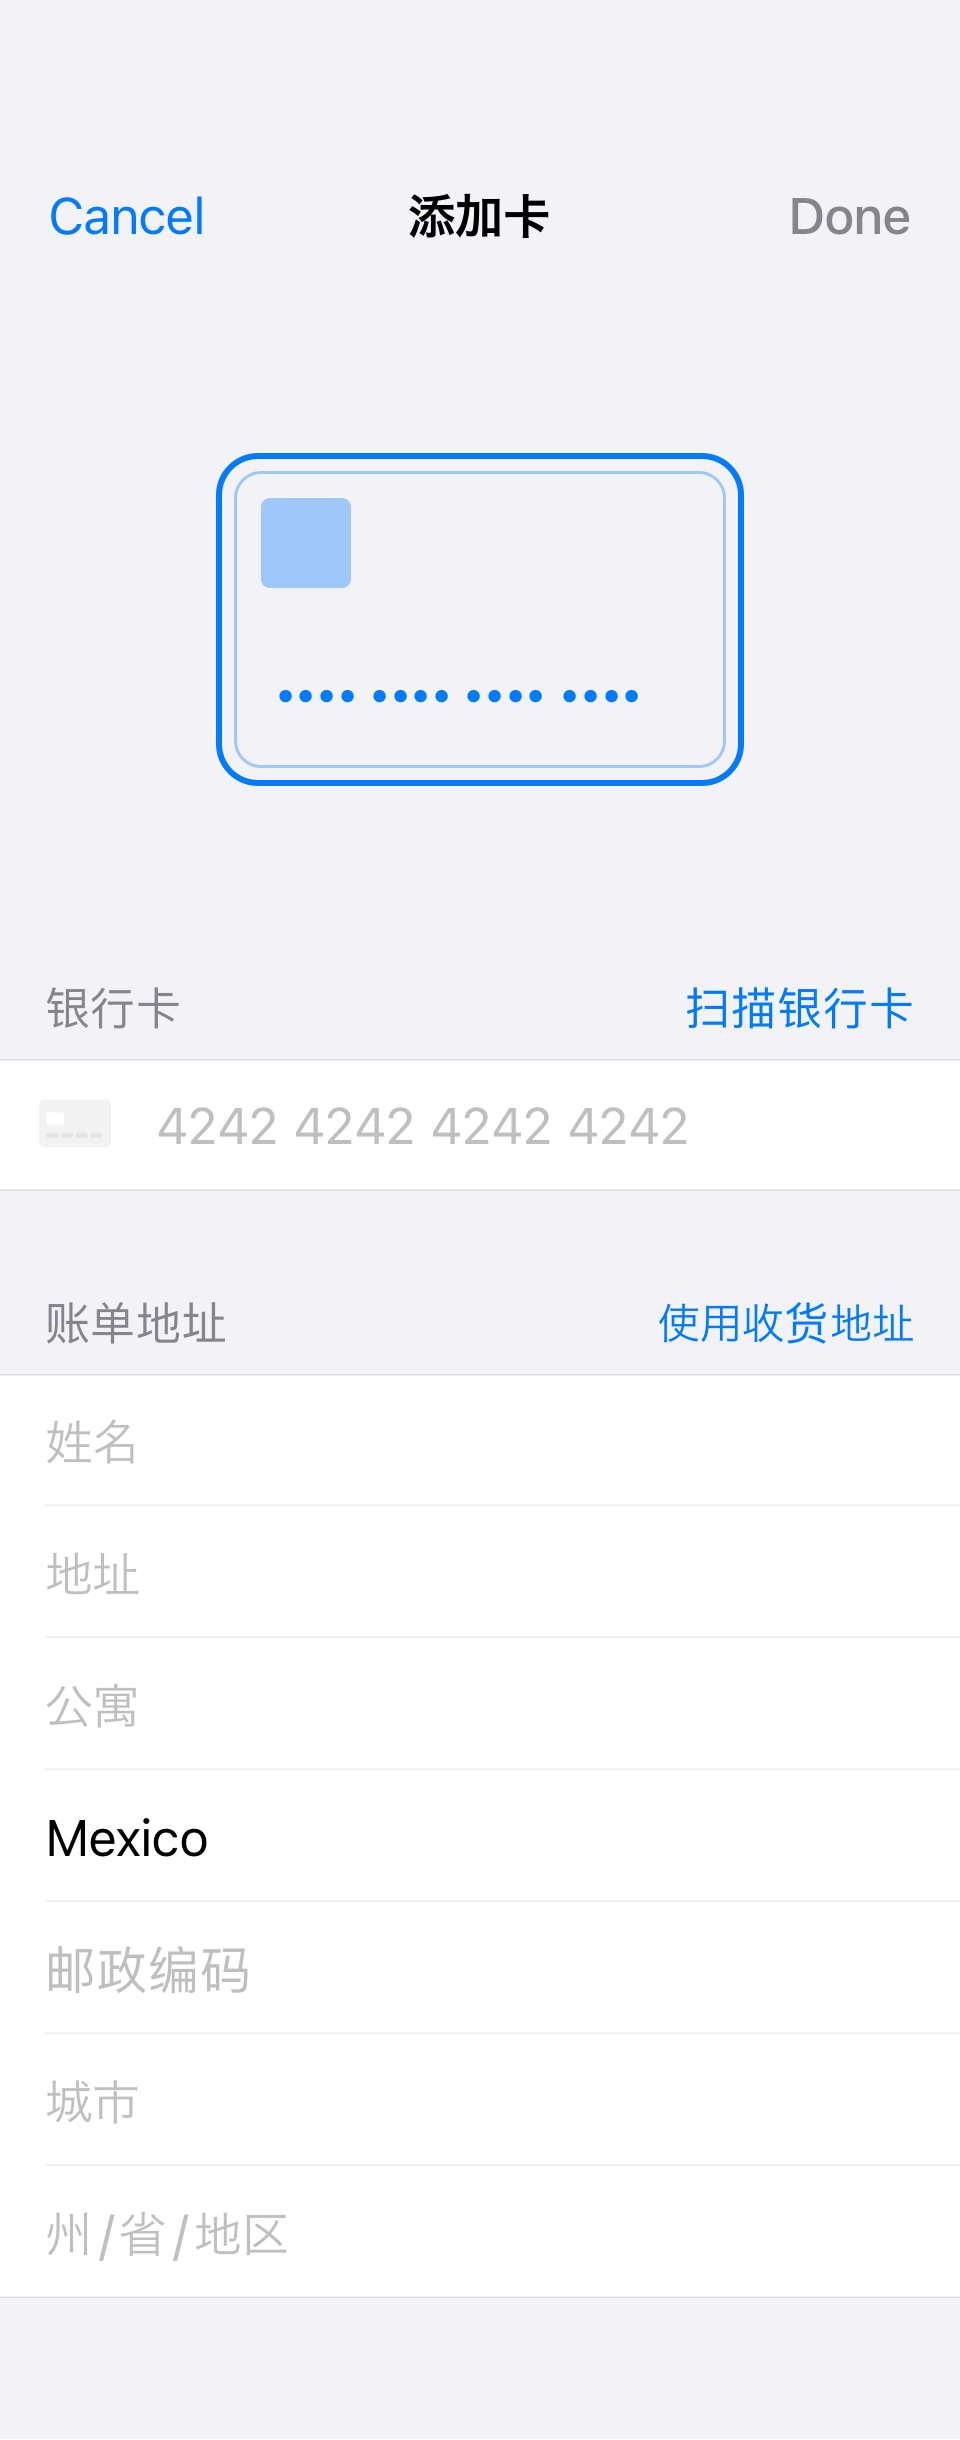 Cancel 添加卡 Done
•••• •••• •••• ••••
银行卡 扫描银行卡
4242 4242 4242 4242
账单地址 使用收货地址
姓名
地址
公寓
Mexico
邮政编码
城市
州/省/地区